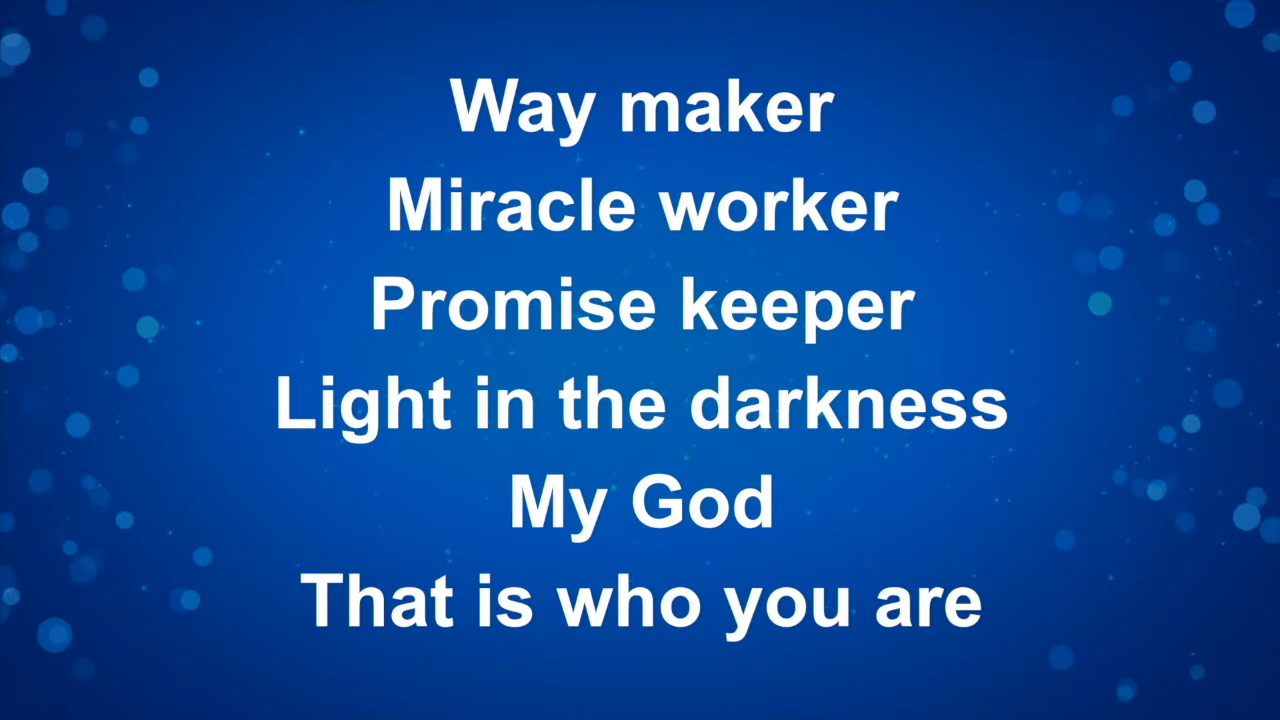 Way maker
Miracle worker
Promise keeper
Light in the darkness
My God
That is who you are